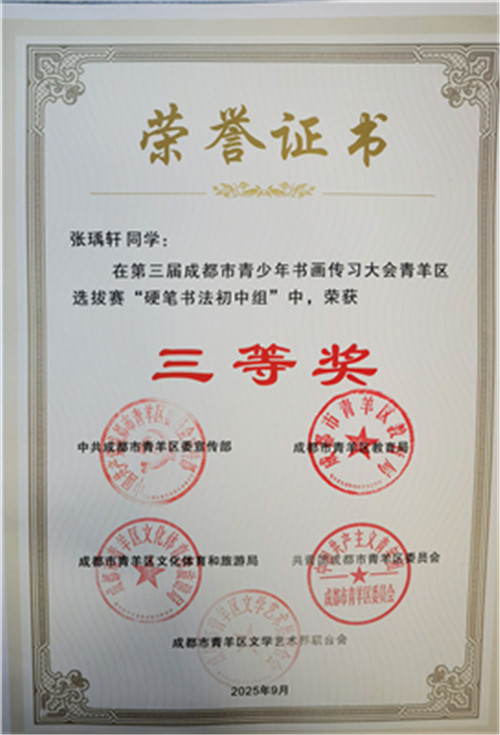 荣誉证书
张瑀轩 同学：
在第三届成都市青少年书画传习大会青羊区
选拔赛“硬笔书法初中组”中，荣获
三等奖
中共成都市青羊区委宣传部
成都市青羊区教育局
成都市青羊区文化体育和旅游局
共青团成都市青羊区委员会
成都市青羊区文学艺术界联合会
2025年9月